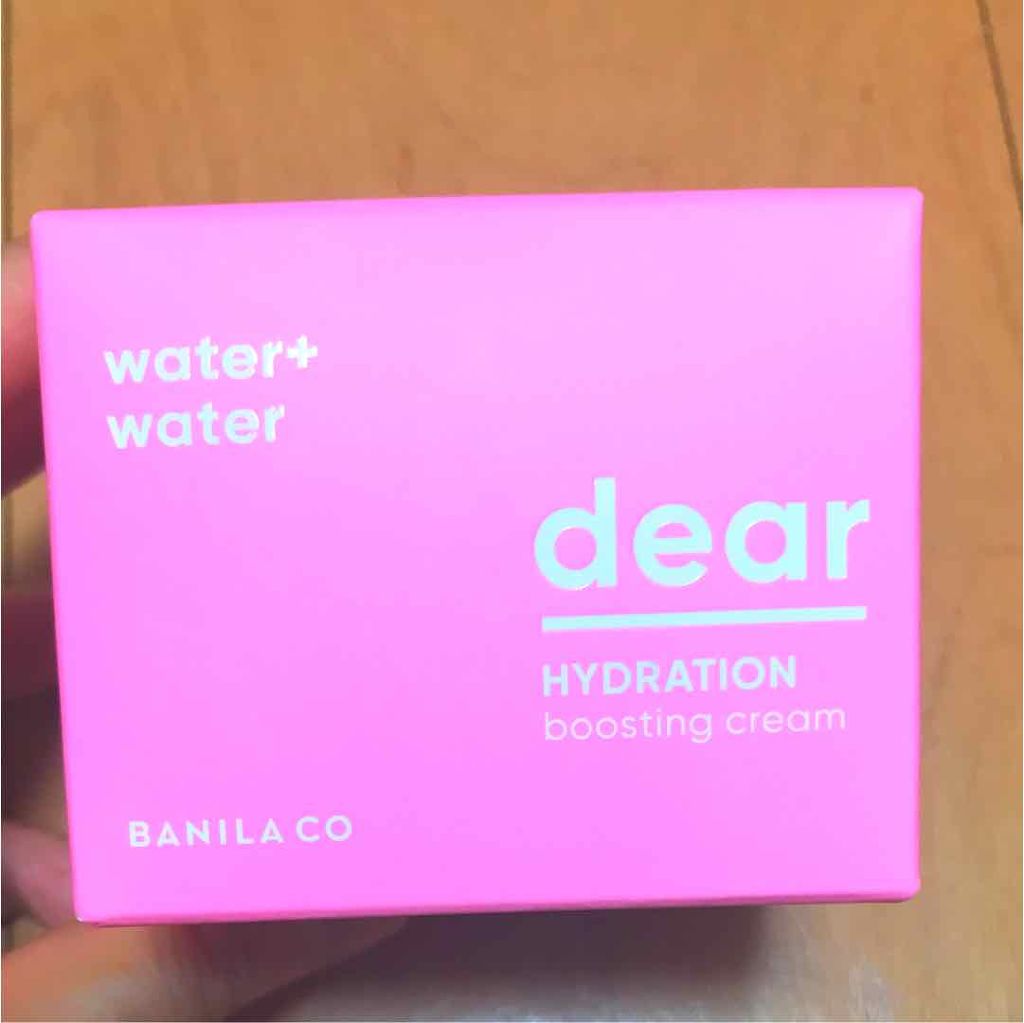 water+
water
dear
HYDRATION
boosting cream
BANILA CO